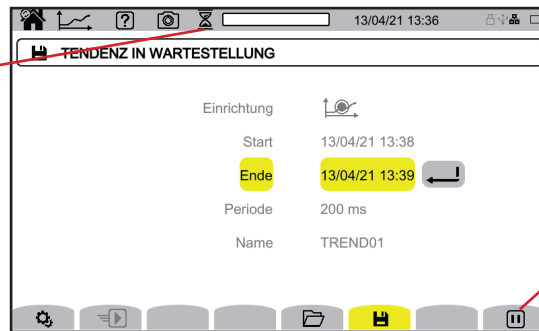 13/04/21 13:36
TENDENZ IN WARTESTELLUNG
Einrichtung
Start 13/04/21 13:38
Ende 13/04/21 13:39
Periode 200 ms
Name TREND01